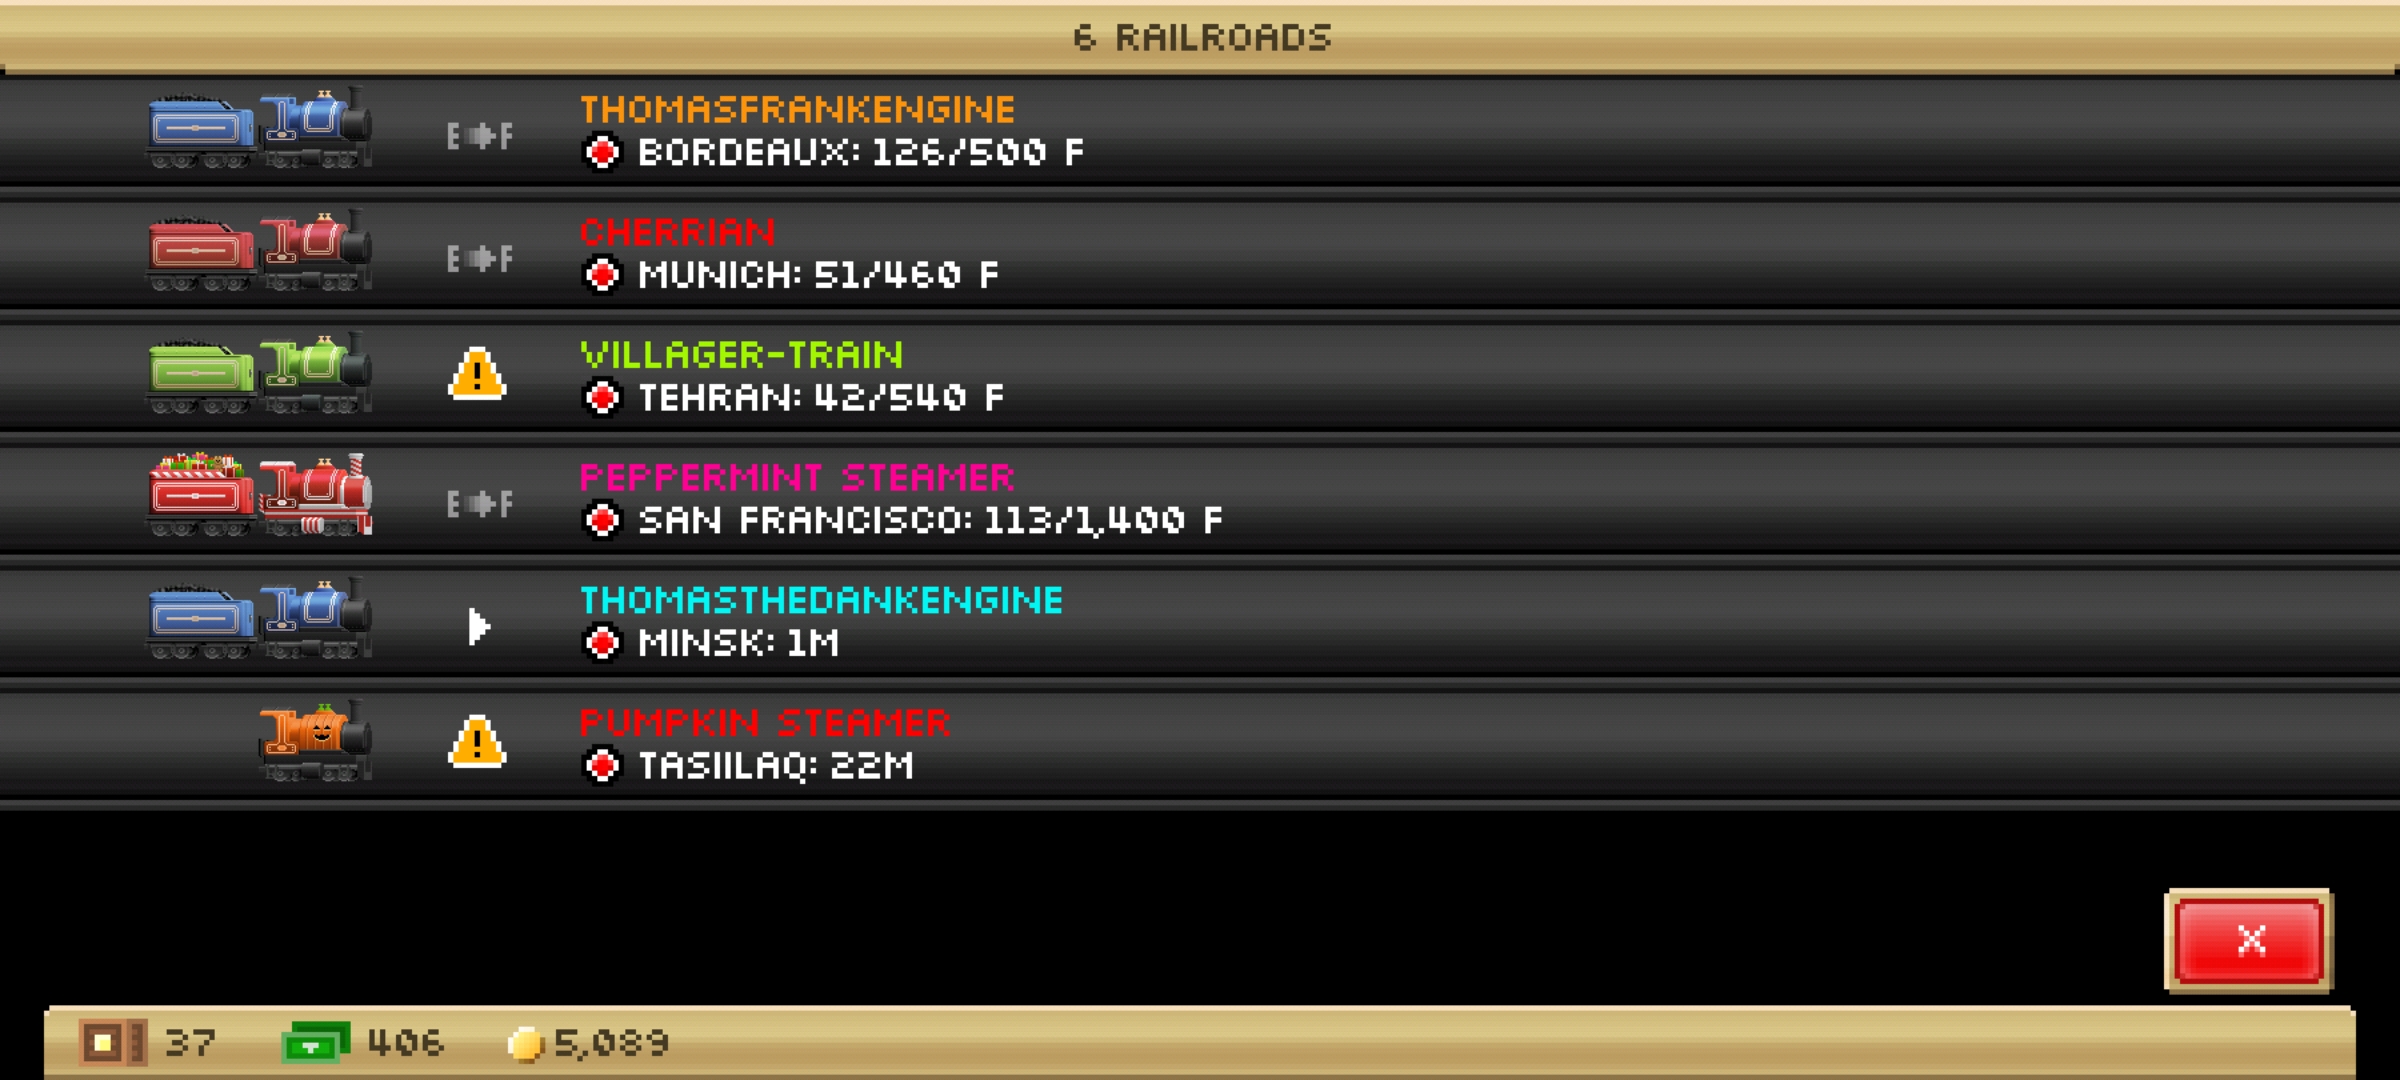 6 RAILROADS
E F
THOMASFRANKENGINE
BORDEAUX: 126/500 F
E F
CHERRIAN
MUNICH: 51/460 F
!
VILLAGER-TRAIN
TEHRAN: 42/540 F
E F
PEPPERMINT STEAMER
SAN FRANCISCO: 113/1,400 F
THOMASTHEDANKENGINE
MINSK: 1M
!
PUMPKIN STEAMER
TASIILAQ: 22M
X
37 406 5,089